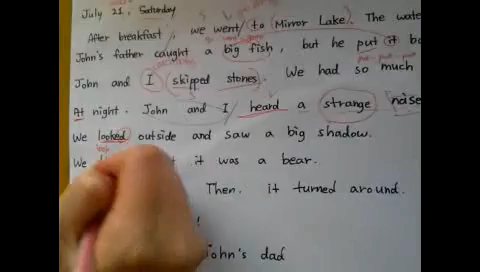 July 21, Saturday
After breakfast, we went to Mirror Lake. The
John's father caught a big fish, but he put it
John and I skipped stones. We had so much
At night. John and I heard a strange noise
We looked outside and saw a big shadow.
look
We it was a bear.
Then. it turned around.
!
John's dad